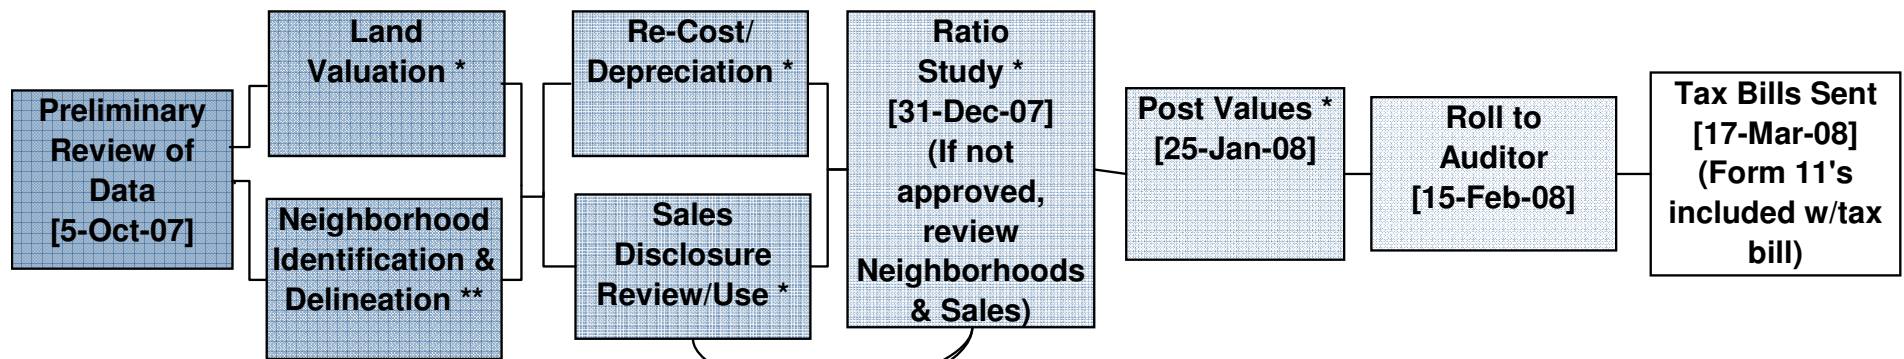 Preliminary
Review of
Data
[5-Oct-07]
Land
Valuation *
Neighborhood
Identification &
Delineation **
Re-Cost/
Depreciation *
Sales
Disclosure
Review/Use *
Ratio
Study *
[31-Dec-07]
(If not
approved,
review
Neighborhoods
& Sales)
Post Values *
[25-Jan-08]
Roll to
Auditor
[15-Feb-08]
Tax Bills Sent
[17-Mar-08]
(Form 11's
included w/tax
bill)